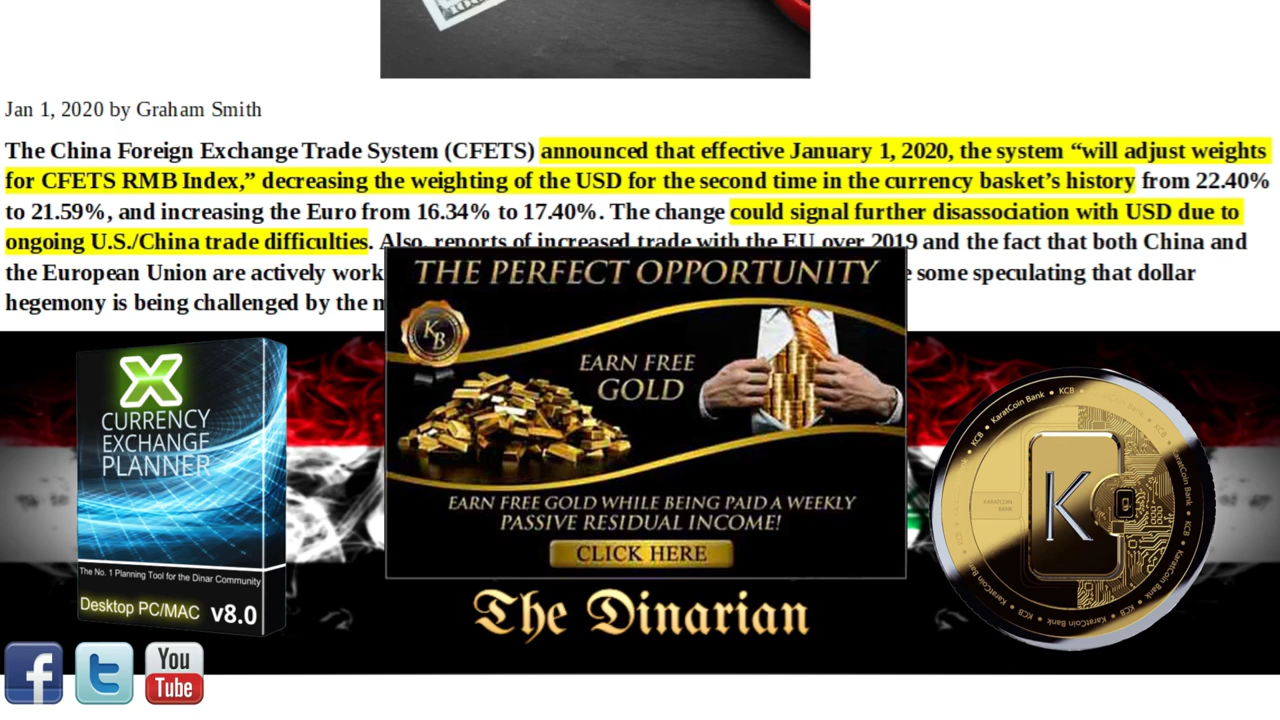 Jan 1, 2020 by Graham Smith
The China Foreign Exchange Trade System (CFETS) announced that effective January 1, 2020, the system “will adjust weights
for CFETS RMB Index,” decreasing the weighting of the USD for the second time in the currency basket’s history from 22.40%
to 21.59%, and increasing the Euro from 16.34% to 17.40%. The change could signal further disassociation with USD due to
ongoing U.S./China trade difficulties. Also, reports of increased trade with the EU over 2019 and the fact that both China and
the European Union are actively work some speculating that dollar
hegemony is being challenged by the
THE PERFECT OPPORTUNITY
KB
EARN FREE
GOLD
EARN FREE GOLD WHILE BEING PAID A WEEKLY
PASSIVE RESIDUAL INCOME!
CLICK HERE
X
CURRENCY
EXCHANGE
PLANNER
The No. 1 Planning Tool for the Dinar Community
Desktop PC/MAC v8.0
The Dinarian
KaratCoin Bank • KCB
K
KARATCOIN
BANK
f
t
You
Tube